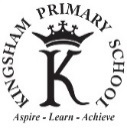 KINGSHAM PRIMARY SCHOOL
K
Aspire - Learn - Achieve